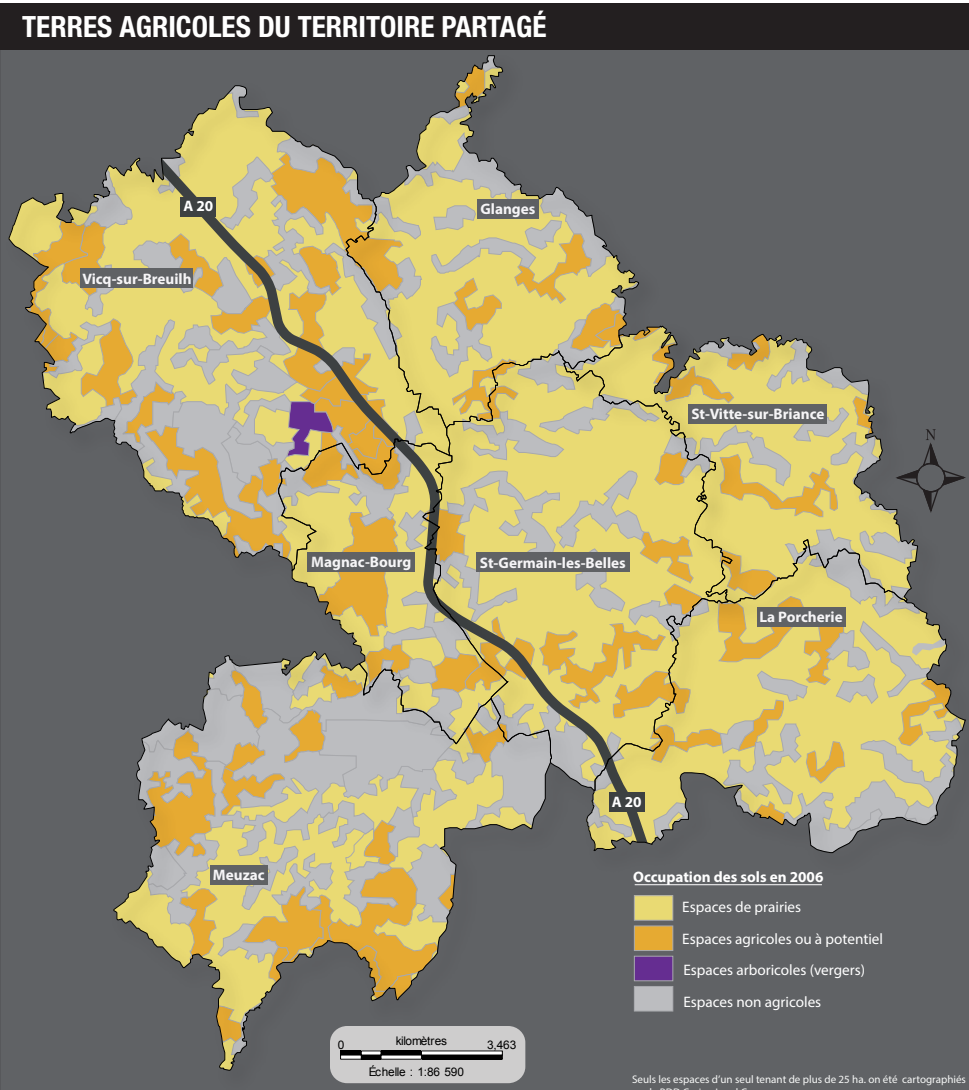 TERRES AGRICOLES DU TERRITOIRE PARTAGÉ
A 20
Glanges
Vicq-sur-Breuilh
St-Vitte-sur-Briance
N
Magnac-Bourg
St-Germain-les-Belles
La Porcherie
A 20
Meuzac
Occupation des sols en 2006
Espaces de prairies
Espaces agricoles ou à potentiel
Espaces arboricoles (vergers)
Espaces non agricoles
0 kilomètres 3,463
Échelle : 1:86 590
Seuls les espaces d'un seul tenant de plus de 25 ha. on été cartographiés